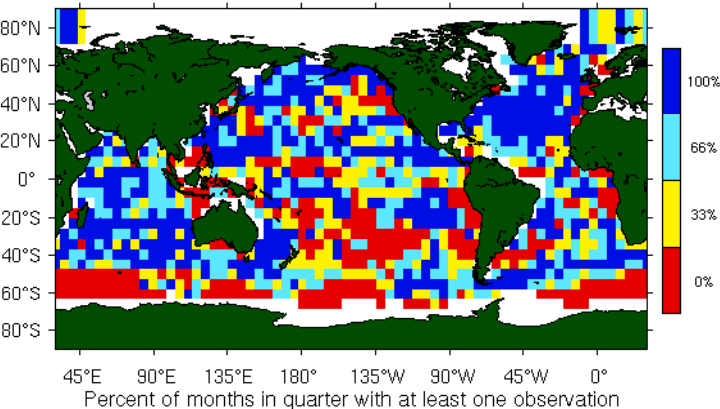 80°N
60°N
40°N
20°N
0°
20°S
40°S
60°S
80°S
100%
66%
33%
0%
45°E 90°E 135°E 180° 135°W 90°W 45°W 0°
Percent of months in quarter with at least one observation